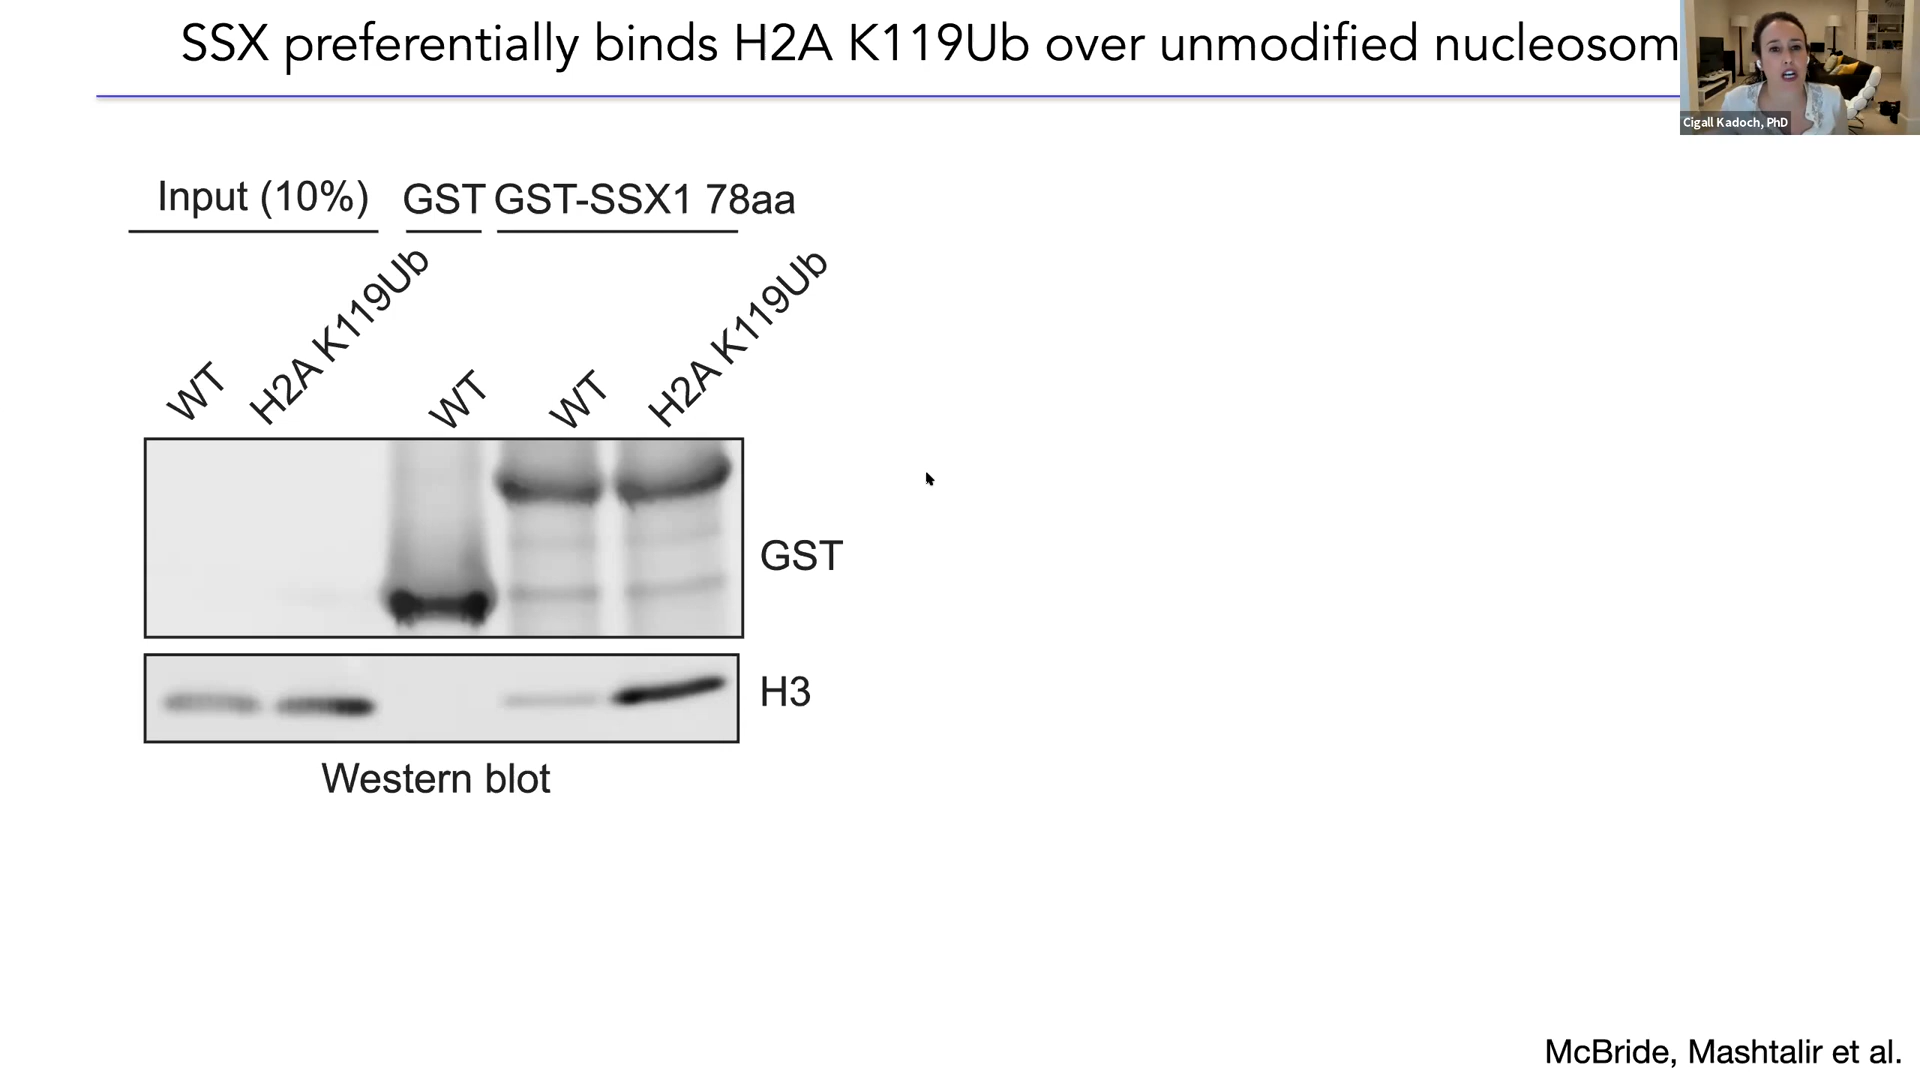 SSX preferentially binds H2A K119Ub over unmodified nucleosom
Cigall Kadoch, PhD
Input (10%) GST GST-SSX1 78aa
WT H2A K119Ub WT WT H2A K119Ub
GST
H3
Western blot
McBride, Mashtalir et al.